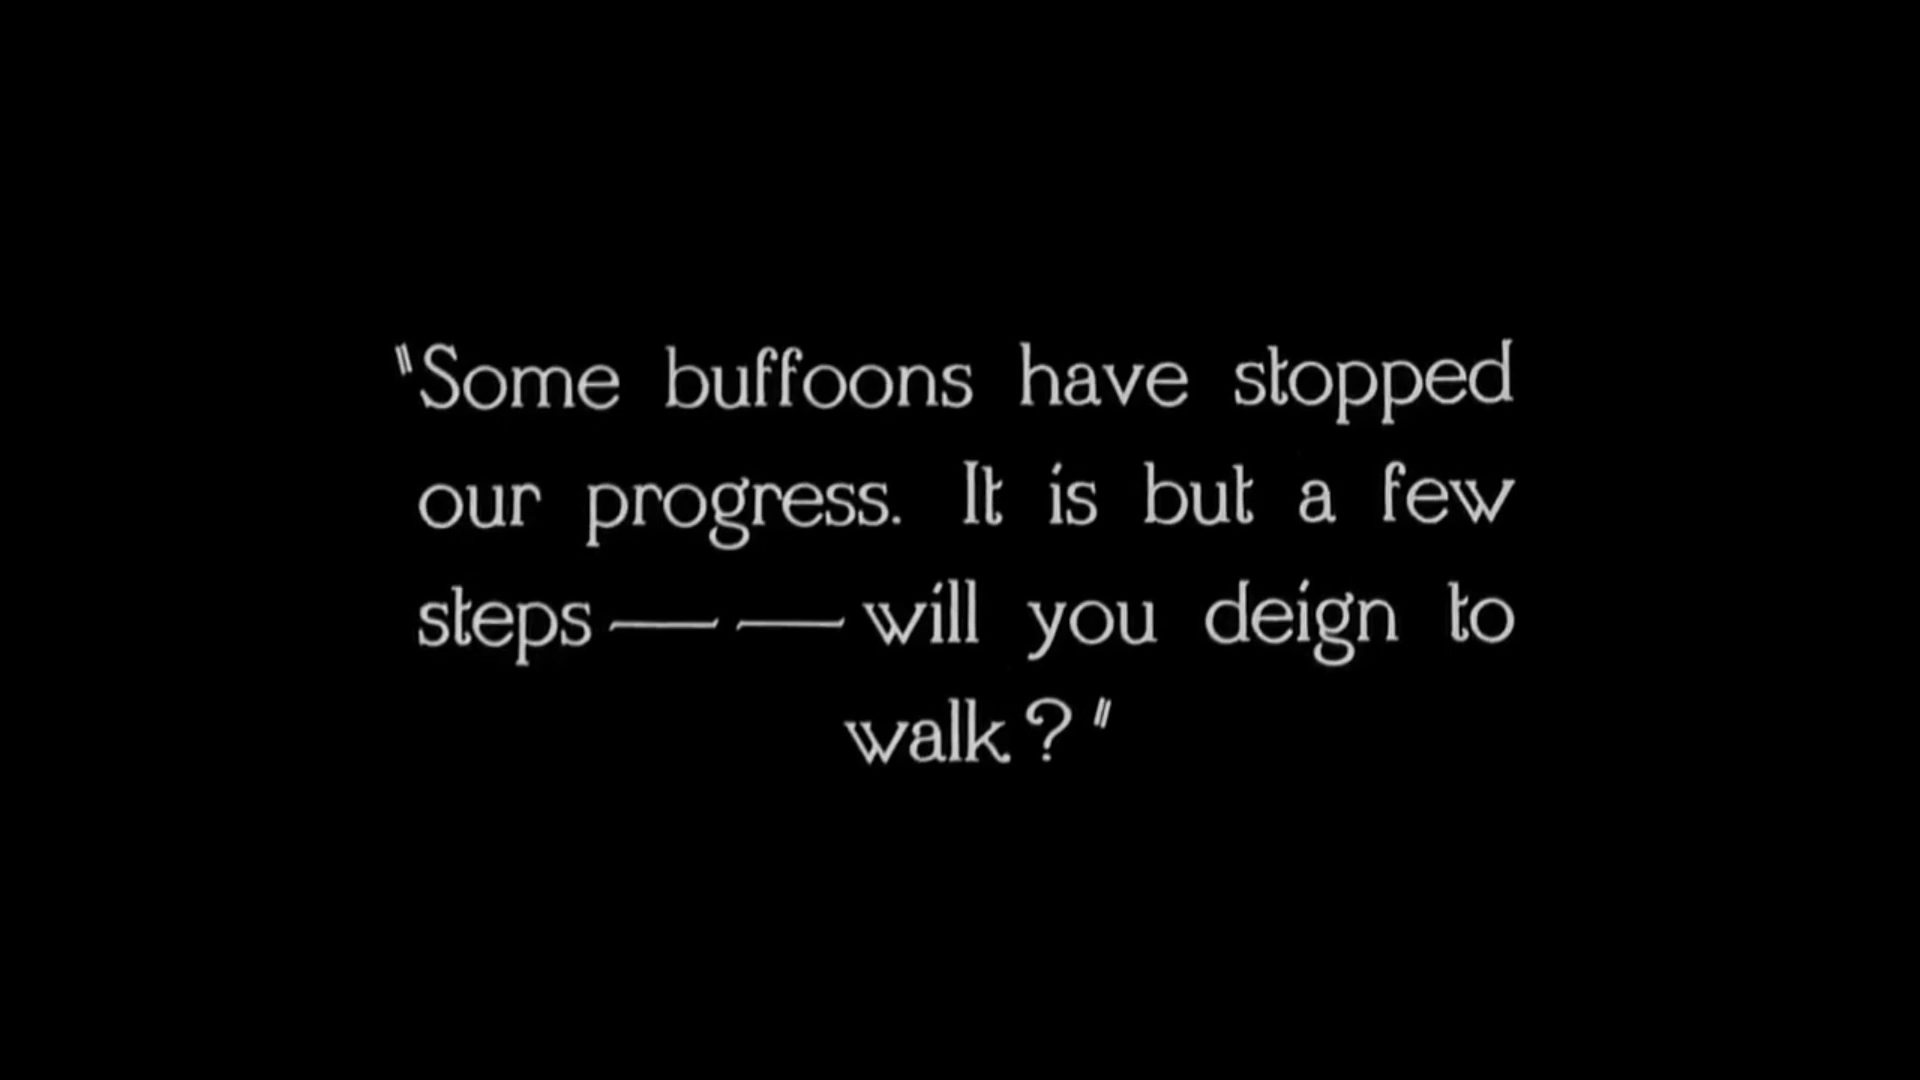 "Some buffoons have stopped
our progress. It is but a few
steps——will you deign to
walk?"